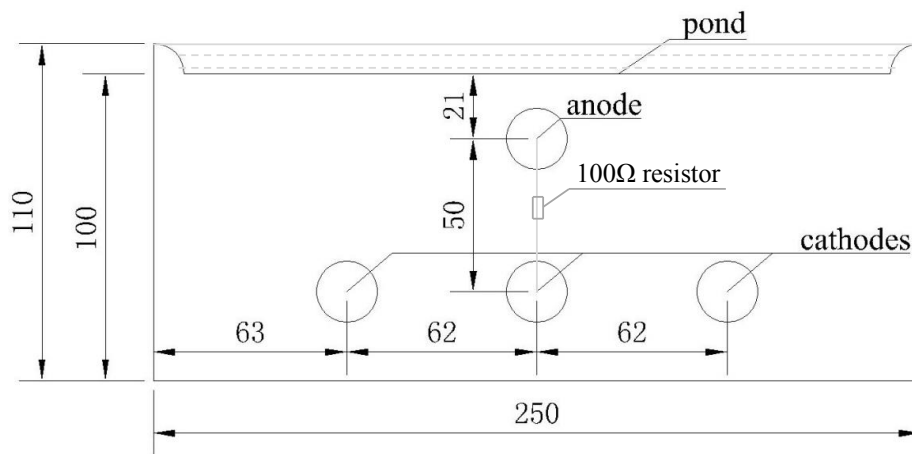 pond
21
anode
100Ω resistor
110
100
50
cathodes
63
62
62
250